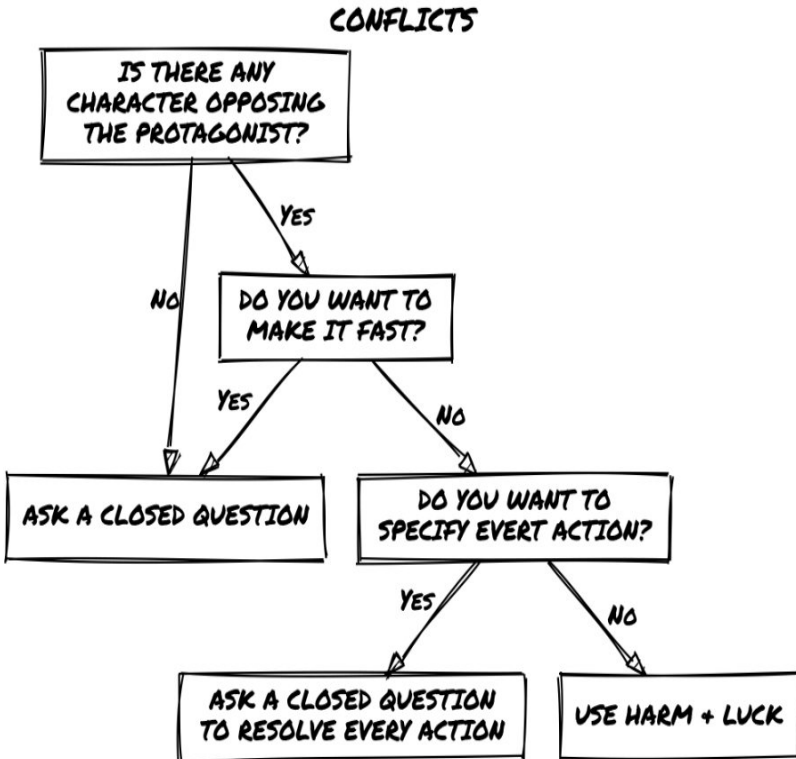 CONFLICTS
IS THERE ANY
CHARACTER OPPOSING
THE PROTAGONIST?
YES
NO
DO YOU WANT TO
MAKE IT FAST?
YES
NO
ASK A CLOSED QUESTION
DO YOU WANT TO
SPECIFY EVERT ACTION?
YES
NO
ASK A CLOSED QUESTION
TO RESOLVE EVERY ACTION
USE HARM + LUCK